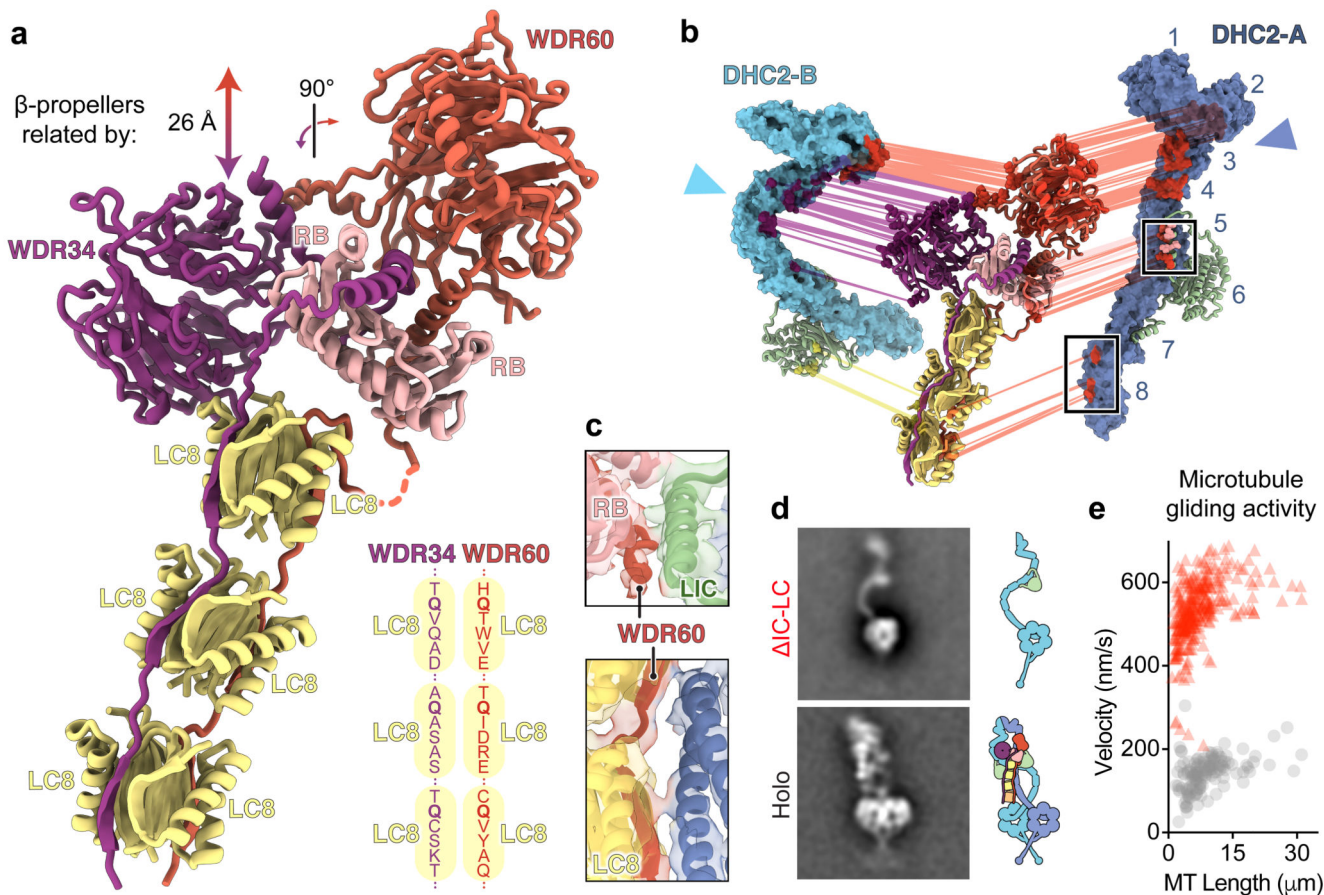 a
WDR60
β-propellers
related by:
26 Å
90°
WDR34
RB
RB
LC8
LC8
LC8
LC8
LC8
LC8
WDR34 WDR60
LC8
TQVQAD
HQTWVE
LC8
LC8
AQASAS
TQIDRE
LC8
LC8
TQCSKT
CQVYAQ
LC8
b
DHC2-B
DHC2-A
1
2
3
4
5
6
7
8
c
RB
LIC
WDR60
LC8
d
ΔIC-LC
Holo
e
Microtubule
gliding activity
Velocity (nm/s)
600
400
200
0
0 15 30
MT Length (μm)